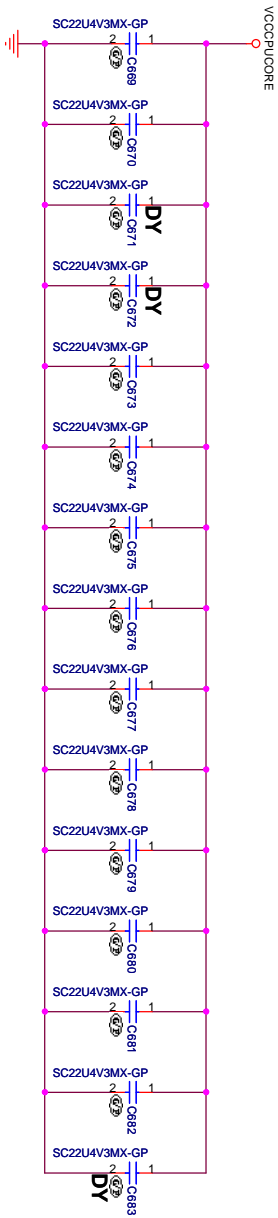 VCCCPUCORE
SC22U4V3MX-GP
2 1
C669
G/P
SC22U4V3MX-GP
2 1
C670
G/P
SC22U4V3MX-GP
2 1
C671
DY
G/P
SC22U4V3MX-GP
2 1
C672
DY
G/P
SC22U4V3MX-GP
2 1
C673
G/P
SC22U4V3MX-GP
2 1
C674
G/P
SC22U4V3MX-GP
2 1
C675
G/P
SC22U4V3MX-GP
2 1
C676
G/P
SC22U4V3MX-GP
2 1
C677
G/P
SC22U4V3MX-GP
2 1
C678
G/P
SC22U4V3MX-GP
2 1
C679
G/P
SC22U4V3MX-GP
2 1
C680
G/P
SC22U4V3MX-GP
2 1
C681
G/P
SC22U4V3MX-GP
2 1
C682
G/P
SC22U4V3MX-GP
2 1
C683
G/P
DY